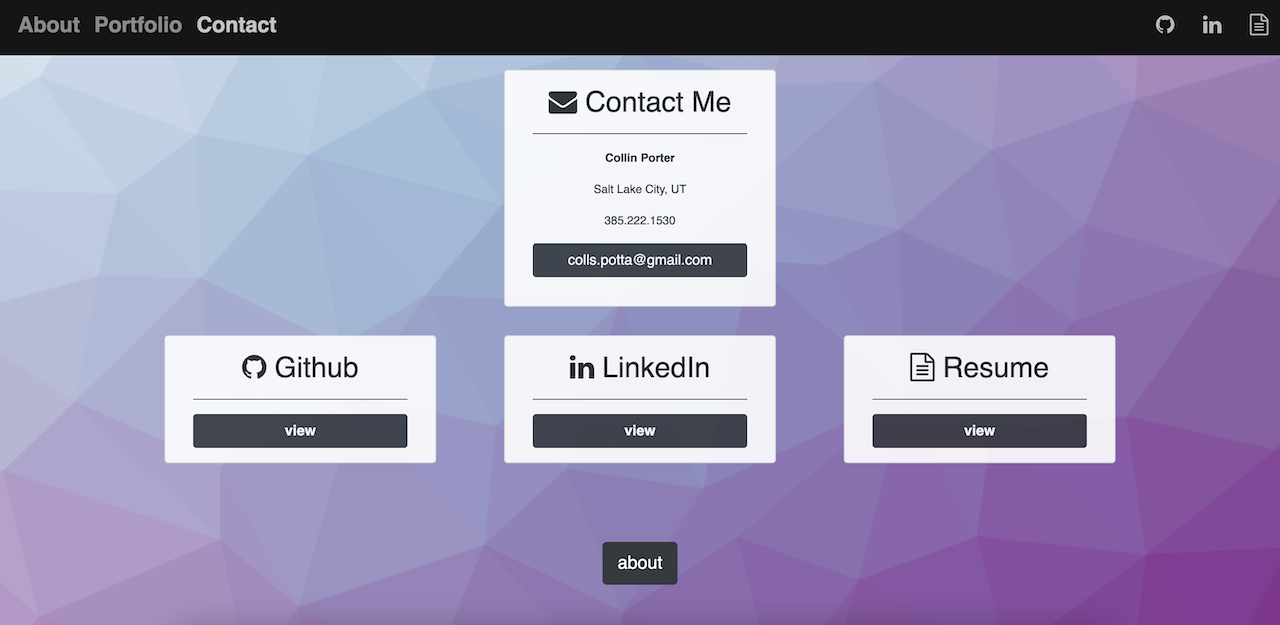 About Portfolio Contact
Contact Me
Collin Porter
Salt Lake City, UT
385.222.1530
colls.potta@gmail.com
Github
in LinkedIn
Resume
view
view
view
about